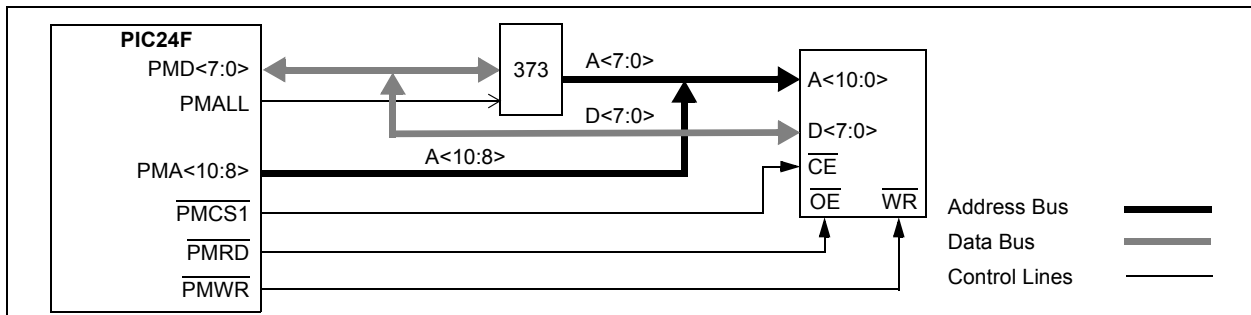 PIC24F
PMD<7:0>
373
A<7:0>
A<10:0>
PMALL
D<7:0>
D<7:0>
A<10:8>
PMA<10:8>
CE
PMCS1
OE WR
PMRD
PMWR
Address Bus
Data Bus
Control Lines